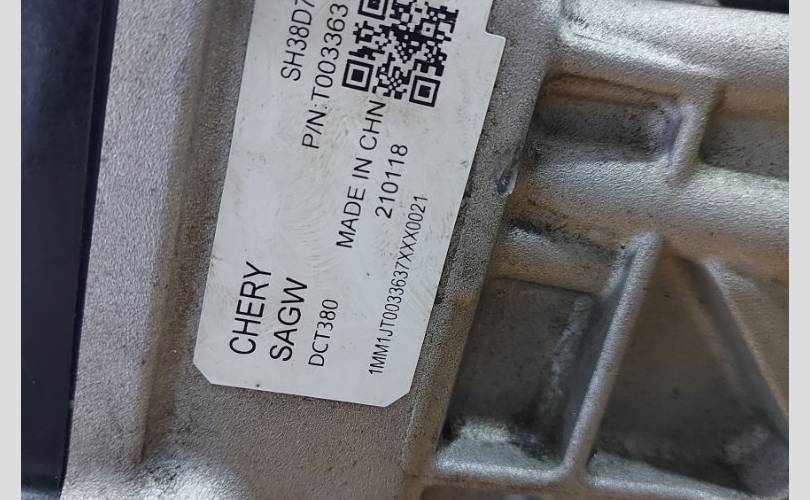 CHERY
SAGW
DCT380
SH38D7
P/N:T003363
MADE IN CHN
210118
1MM1JT0033637XXX0021